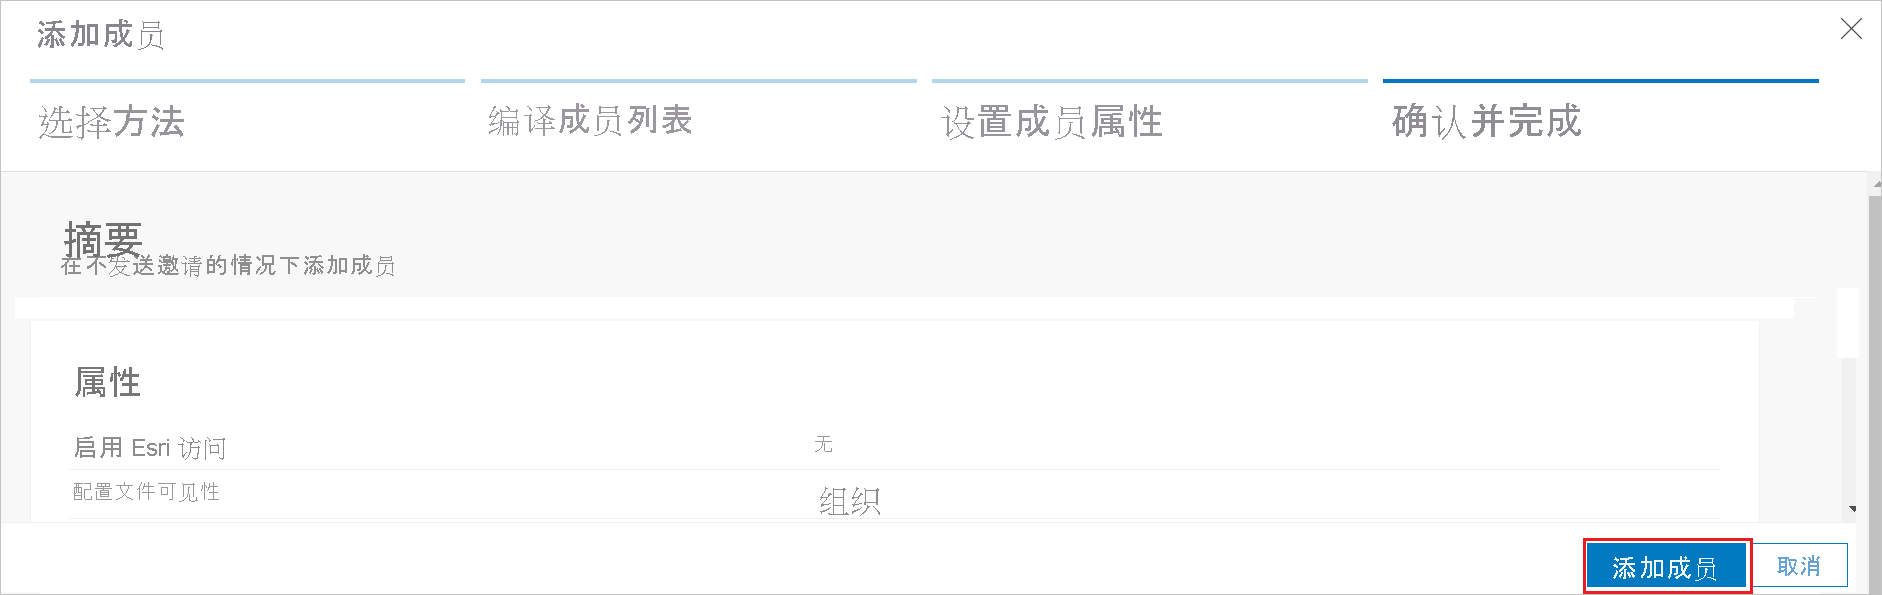 添加成员
选择方法 编译成员列表 设置成员属性 确认并完成
摘要
在不发送邀请的情况下添加成员
属性
启用 Esri 访问 无
配置文件可见性 组织
添加成员 取消